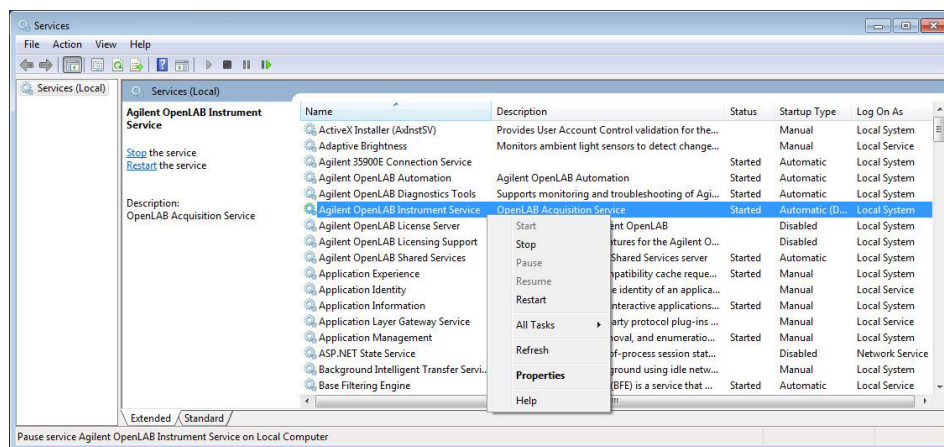 Services
File Action View Help
Services (Local)
Services (Local)
Agilent OpenLAB Instrument
Service
Stop the service
Restart the service
Description:
OpenLAB Acquisition Service
Name Description Status Startup Type Log On As
ActiveX Installer (AxInstSV) Provides User Account Control validation for the... Manual Local System
Adaptive Brightness Monitors ambient light sensors to detect change... Manual Local Service
Agilent 35900E Connection Service Started Automatic Local System
Agilent OpenLAB Automation Agilent OpenLAB Automation Started Automatic Local System
Agilent OpenLAB Diagnostics Tools Supports monitoring and troubleshooting of Agi... Started Automatic Local System
Agilent OpenLAB Instrument Service OpenLAB Acquisition Service Started Automatic (D... Local System
Agilent OpenLAB License Server ent OpenLAB Disabled Local System
Agilent OpenLAB Licensing Support tures for the Agilent O... Disabled Local System
Agilent OpenLAB Shared Services Shared Services server Started Automatic Local System
Application Experience patibility cache reque... Started Manual Local System
Application Identity e identity of an applica... Manual Local Service
Application Information nteractive applications... Started Manual Local System
Application Layer Gateway Service arty protocol plug-ins ... Manual Local Service
Application Management oval, and enumeratio... Started Manual Local System
ASP.NET State Service of-process session stat... Disabled Network Service
Background Intelligent Transfer Servi... ground using idle netw... Manual Local System
Base Filtering Engine (BFE) is a service that ... Started Automatic Local Service
Start
Stop
Pause
Resume
Restart
All Tasks
Refresh
Properties
Help
Extended Standard
Pause service Agilent OpenLAB Instrument Service on Local Computer